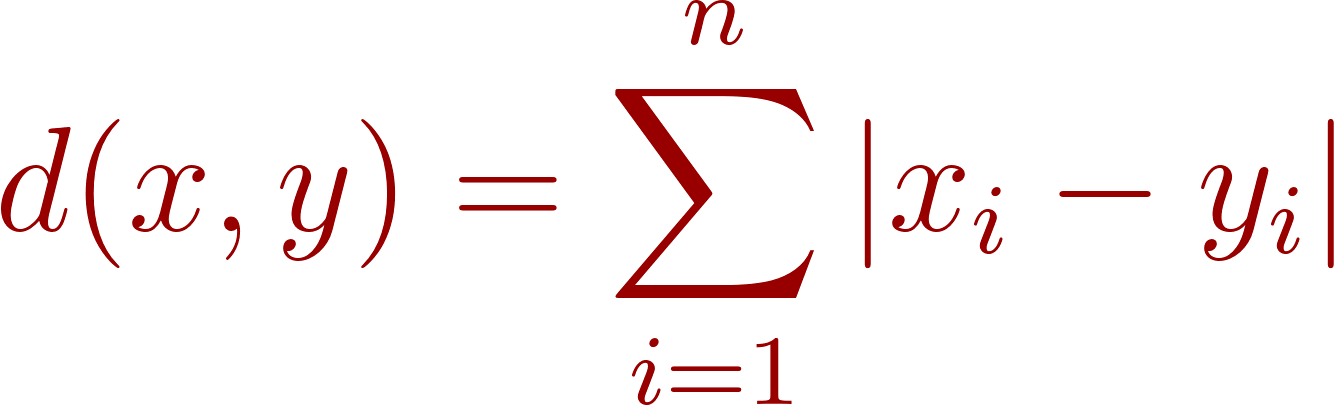 d(x, y) = \sum_{i=1}^{n} |x_i - y_i|